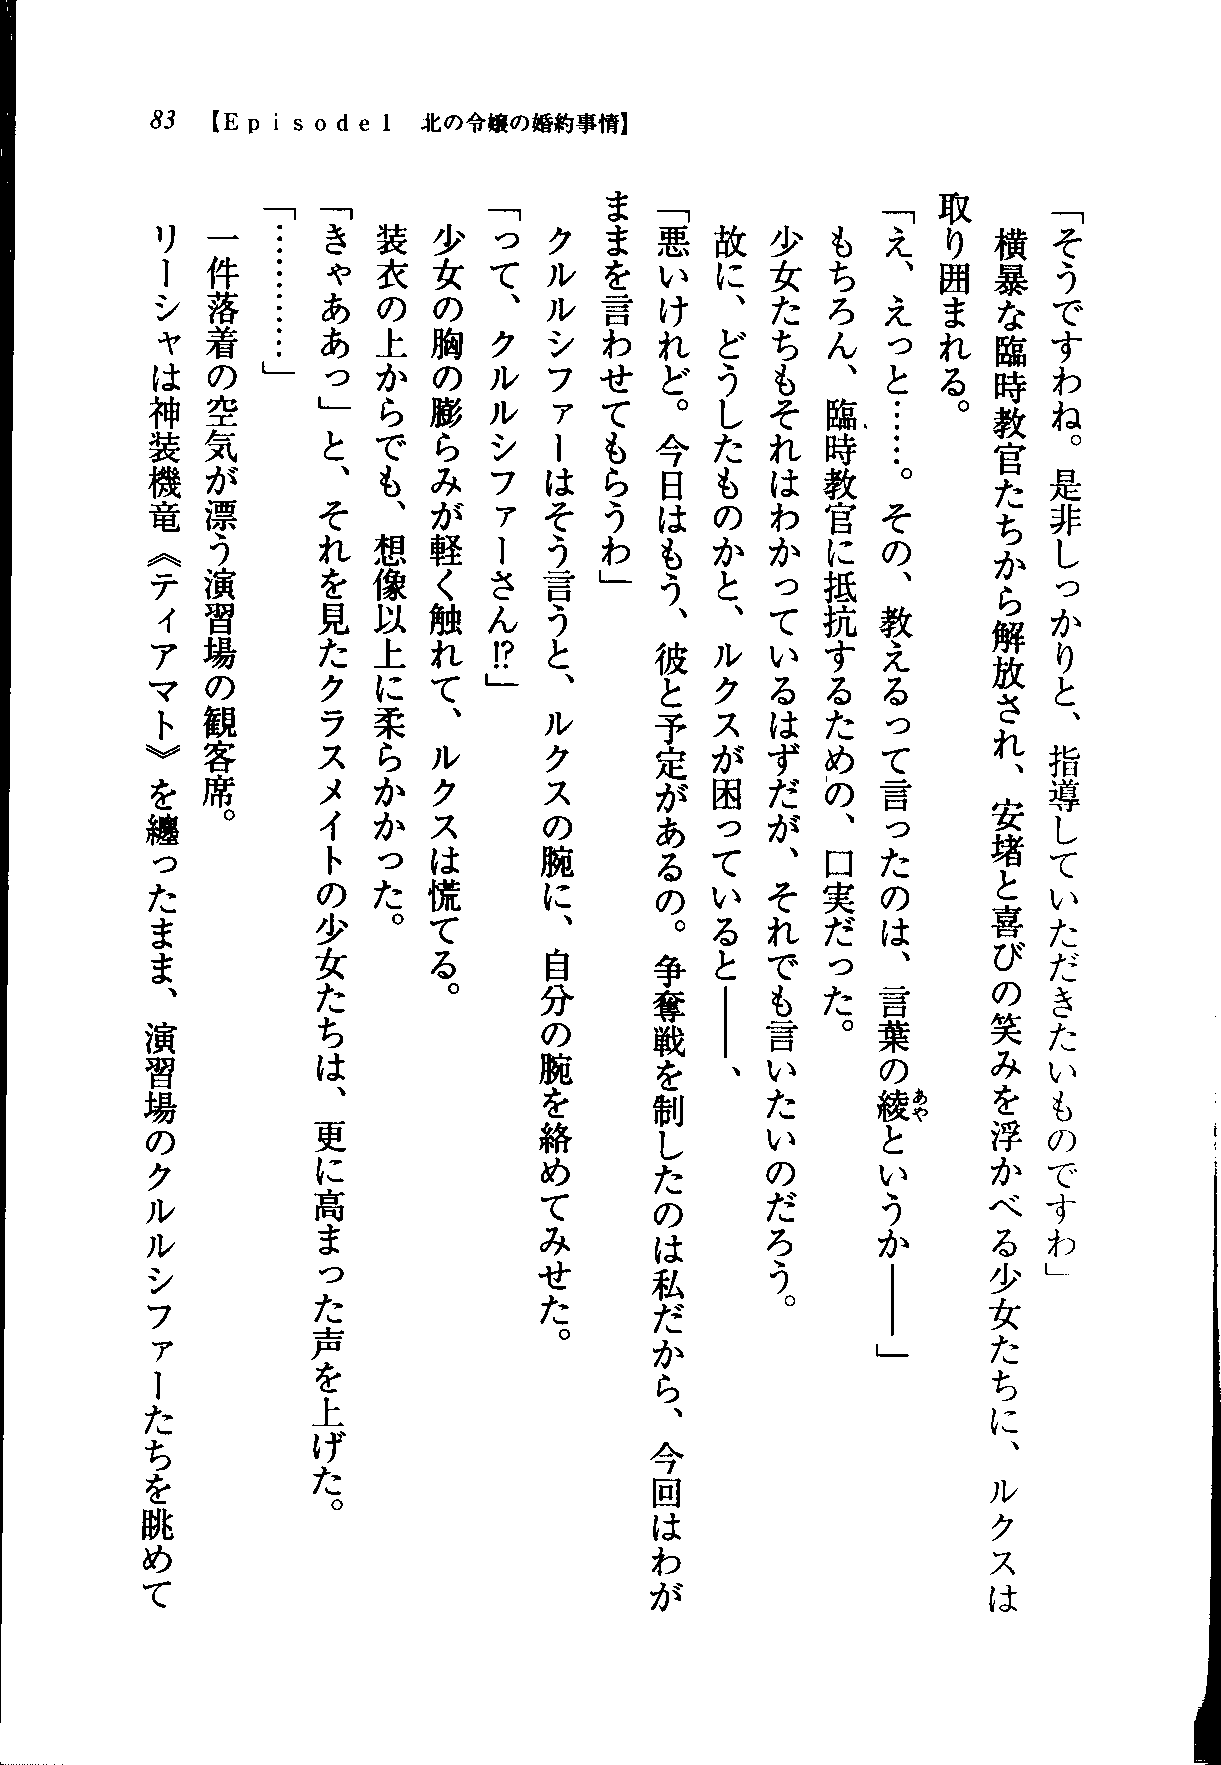 83 【Episode1 北の令嬢の婚約事情】
「そうですわね。是非しっかりと、指導していただきたいものですわ」
横暴な臨時教官たちから解放され、安堵と喜びの笑みを浮かべる少女たちに、ルクスは
取り囲まれる。
「え、えっと……。その、教えるって言ったのは、言葉の綾というか――」
もちろん、臨時教官に抵抗するための、口実だった。
少女たちもそれはわかっているはずだが、それでも言いたいのだろう。
故に、どうしたものかと、ルクスが困っていると――、
「悪いけれど。今日はもう、彼と予定があるの。争奪戦を制したのは私だから、今回はわが
ままを言わせてもらうわ」
クルルシファーはそう言うと、ルクスの腕に、自分の腕を絡めてみせた。
「って、クルルシファーさん!?」
少女の胸の膨らみが軽く触れて、ルクスは慌てる。
装衣の上からでも、想像以上に柔らかかった。
「きゃああっ」と、それを見たクラスメイトの少女たちは、更に高まった声を上げた。
「…………」
一件落着の空気が漂う演習場の観客席。
リーシャは神装機竜《ティアマト》を纏ったまま、演習場のクルルシファーたちを眺めて
あや